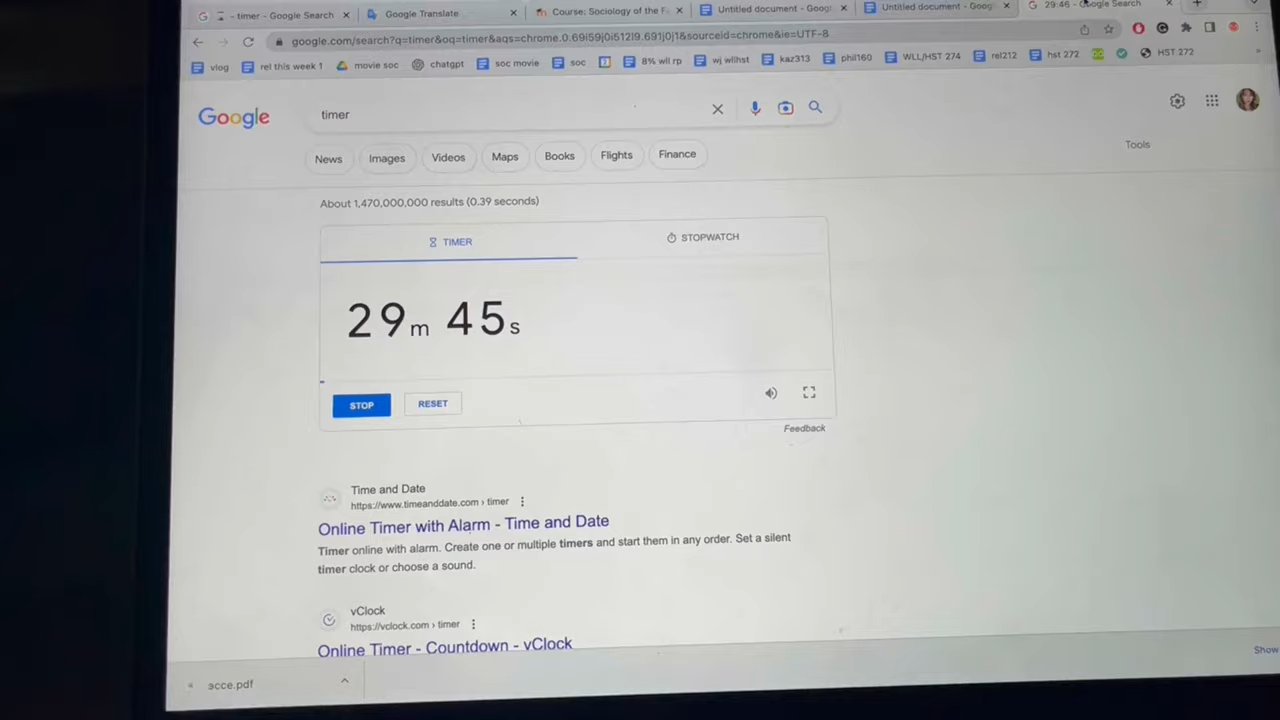 - timer - Google Search
Google Translate
Course: Sociology of the F
Untitled document - Goog
Untitled document - Goog
29:46 - Google Search
google.com/search?q=timer&oq=timer&aqs=chrome.0.69i59j0i512l9.691j0j1&sourceid=chrome&ie=UTF-8
vlog
rel this week 1
movie soc
chatgpt
soc movie
soc
8% wll rp
wj wllhst
kaz313
phil160
WLL/HST 274
rel212
hst 272
HST 272
Google
timer
News
Images
Videos
Maps
Books
Flights
Finance
Tools
About 1,470,000,000 results (0.39 seconds)
TIMER
STOPWATCH
29m 45s
STOP
RESET
Feedback
Time and Date
https://www.timeanddate.com › timer
Online Timer with Alarm - Time and Date
Timer online with alarm. Create one or multiple timers and start them in any order. Set a silent
timer clock or choose a sound.
vClock
https://vclock.com › timer
Online Timer - Countdown - vClock
acce.pdf
Show